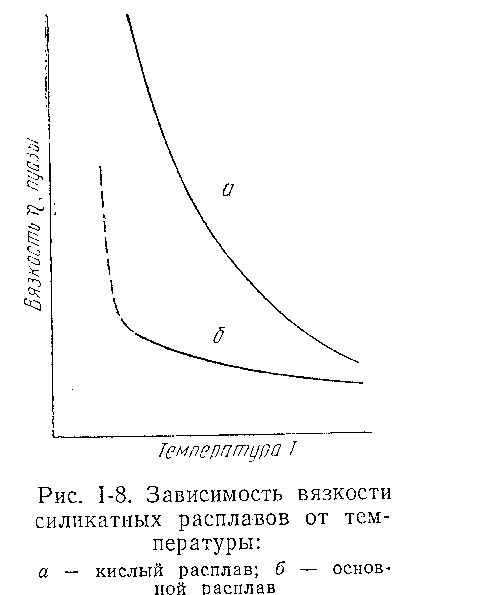 Вязкость η, пуазы
а
б
Температура T
Рис. I-8. Зависимость вязкости
силикатных расплавов от тем-
пературы:
а — кислый расплав; б — основ-
ной расплав